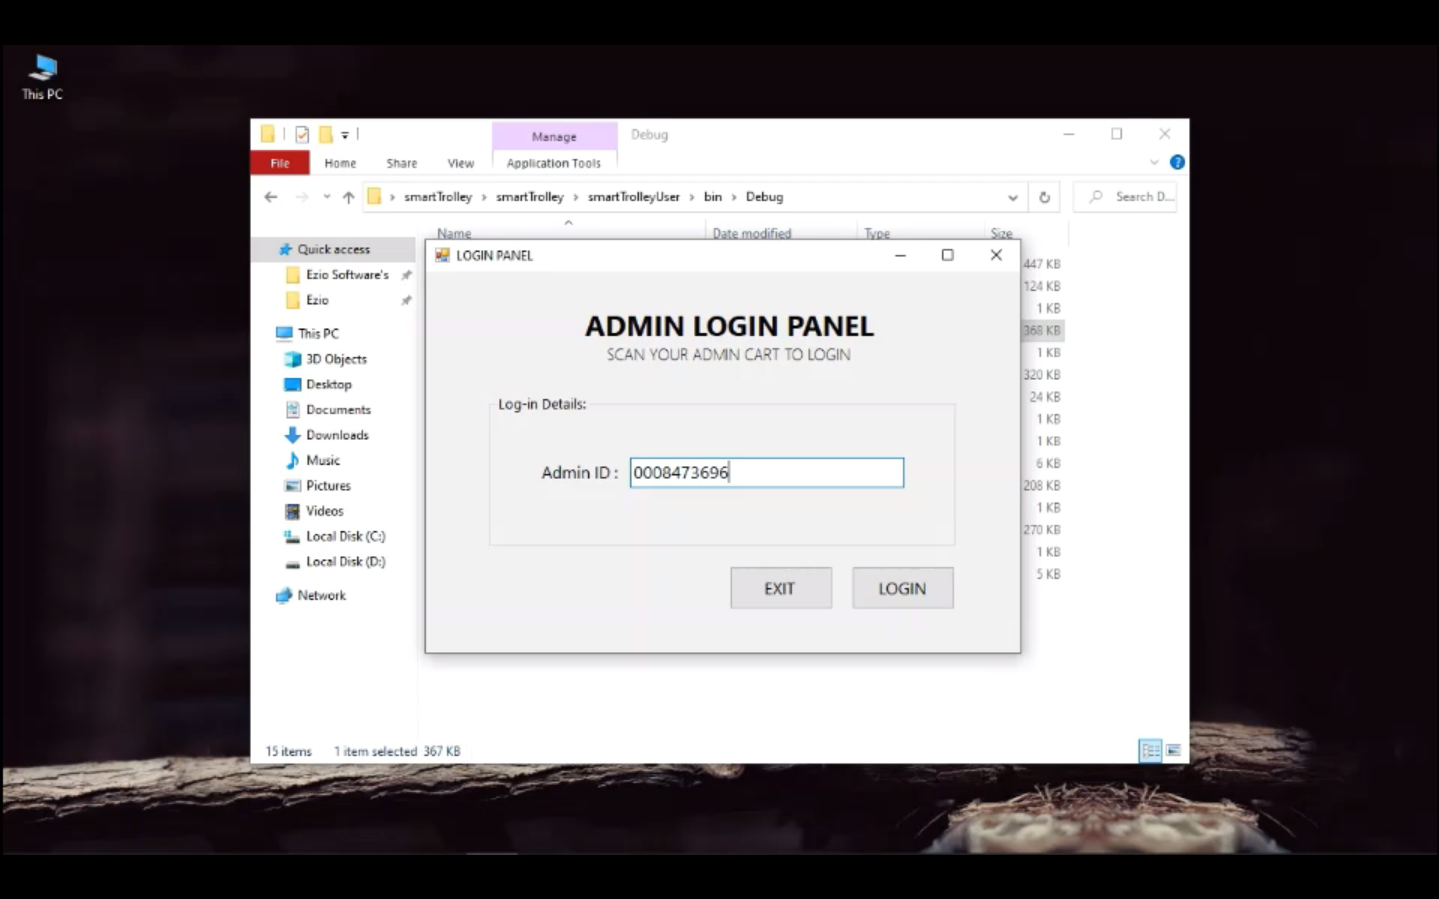 This PC
Manage
Debug
File
Home
Share
View
Application Tools
smartTrolley
smartTrolley
smartTrolleyUser
bin
Debug
Search D...
Name
Date modified
Type
Size
Quick access
Ezio Software's
Ezio
This PC
3D Objects
Desktop
Documents
Downloads
Music
Pictures
Videos
Local Disk (C:)
Local Disk (D:)
Network
LOGIN PANEL
ADMIN LOGIN PANEL
SCAN YOUR ADMIN CART TO LOGIN
Log-in Details:
Admin ID : 0008473696
EXIT
LOGIN
447 KB
124 KB
1 KB
368 KB
1 KB
320 KB
24 KB
1 KB
1 KB
6 KB
208 KB
1 KB
270 KB
1 KB
5 KB
15 items
1 item selected 367 KB